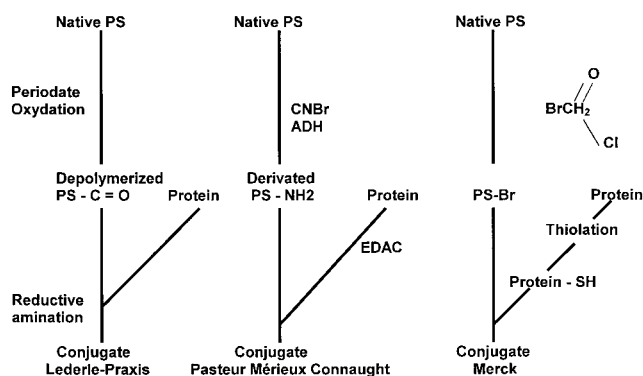 Native PS
Periodate
Oxydation
Depolymerized
PS - C = O
Protein
Reductive
amination
Conjugate
Lederle-Praxis
Native PS
CNBr
ADH
Derivated
PS - NH2
Protein
EDAC
Conjugate
Pasteur Mérieux Connaught
Native PS
O
BrCH₂
Cl
PS-Br
Protein
Thiolation
Protein - SH
Conjugate
Merck